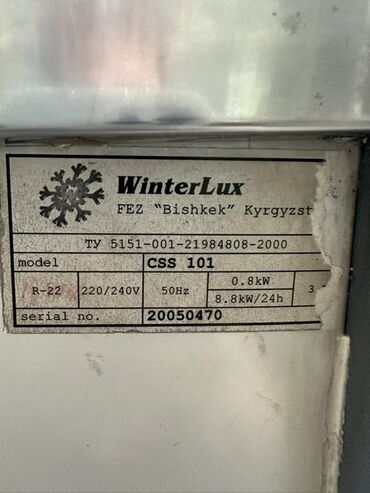 WinterLux
FEZ "Bishkek" Kyrgyzst
ТУ 5151-001-21984808-2000
model CSS 101
R-22 220/240V 50Hz 0.8kW 3
8.8kW/24h
serial no. 20050470